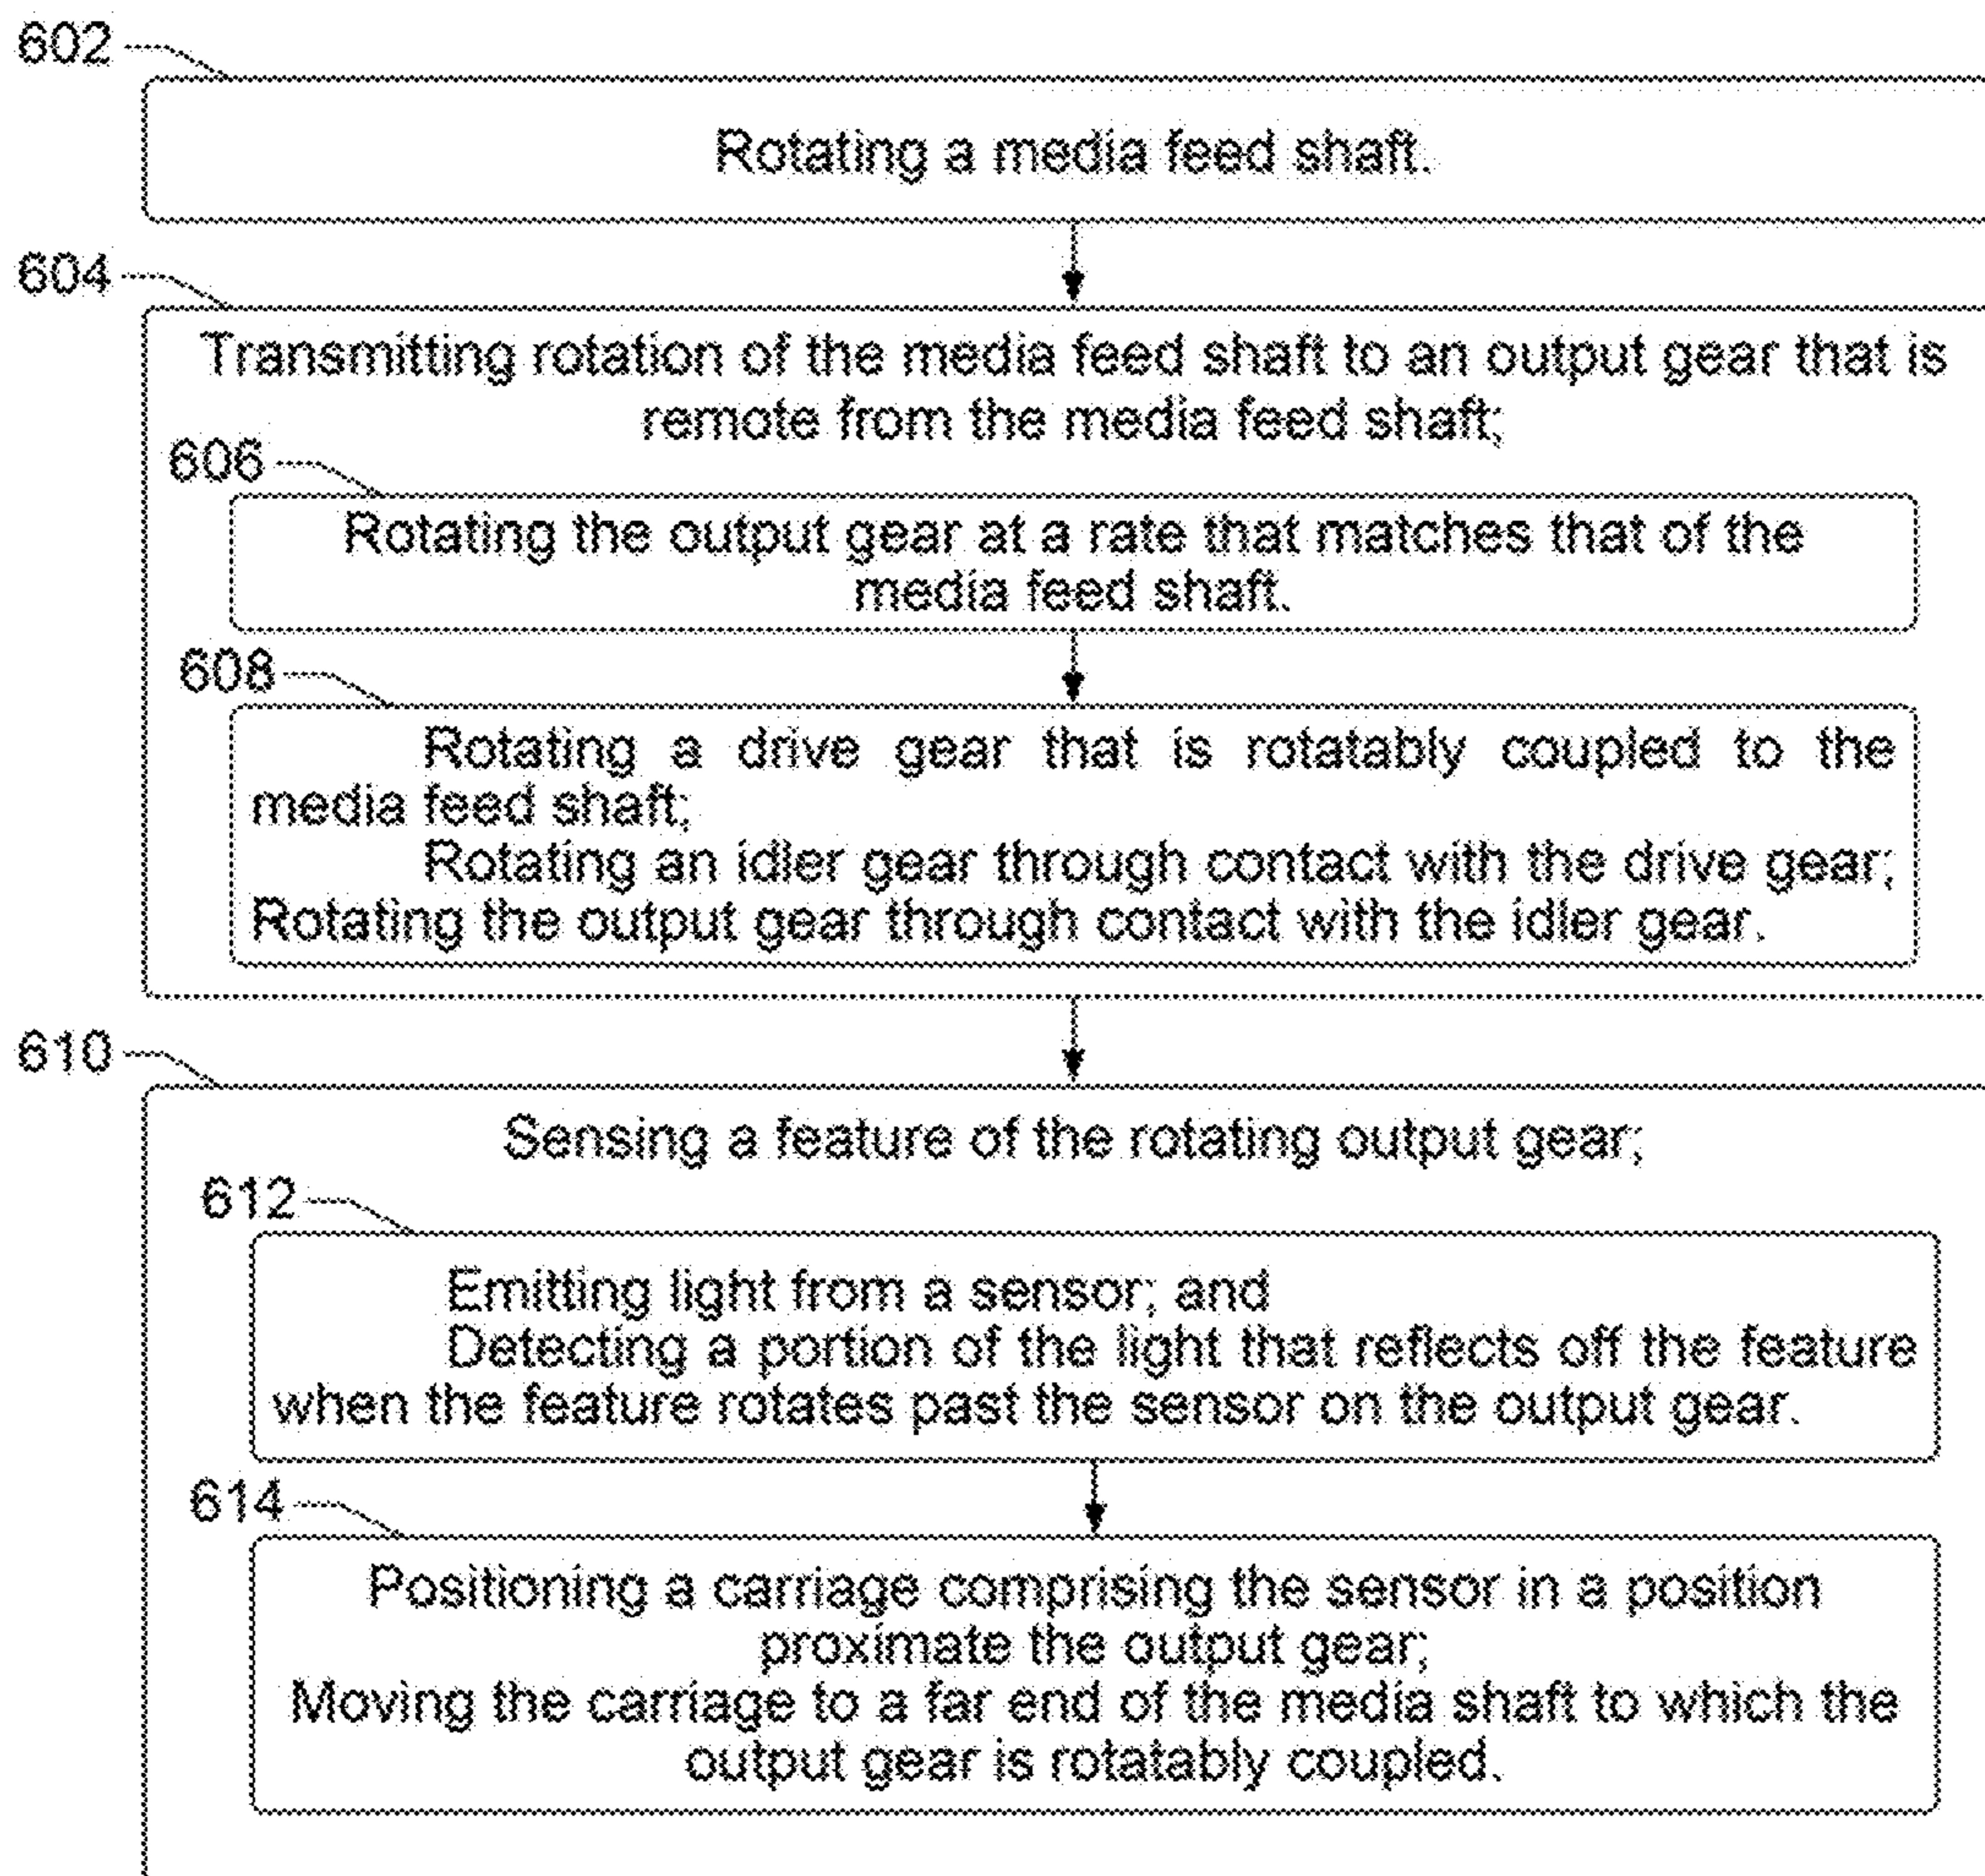 602
Rotating a media feed shaft.
604
Transmitting rotation of the media feed shaft to an output gear that is
remote from the media feed shaft;
606
Rotating the output gear at a rate that matches that of the
media feed shaft.
608
Rotating a drive gear that is rotatably coupled to the
media feed shaft;
Rotating an idler gear through contact with the drive gear;
Rotating the output gear through contact with the idler gear.
610
Sensing a feature of the rotating output gear;
612
Emitting light from a sensor; and
Detecting a portion of the light that reflects off the feature
when the feature rotates past the sensor on the output gear.
614
Positioning a carriage comprising the sensor in a position
proximate the output gear;
Moving the carriage to a far end of the media shaft to which the
output gear is rotatably coupled.